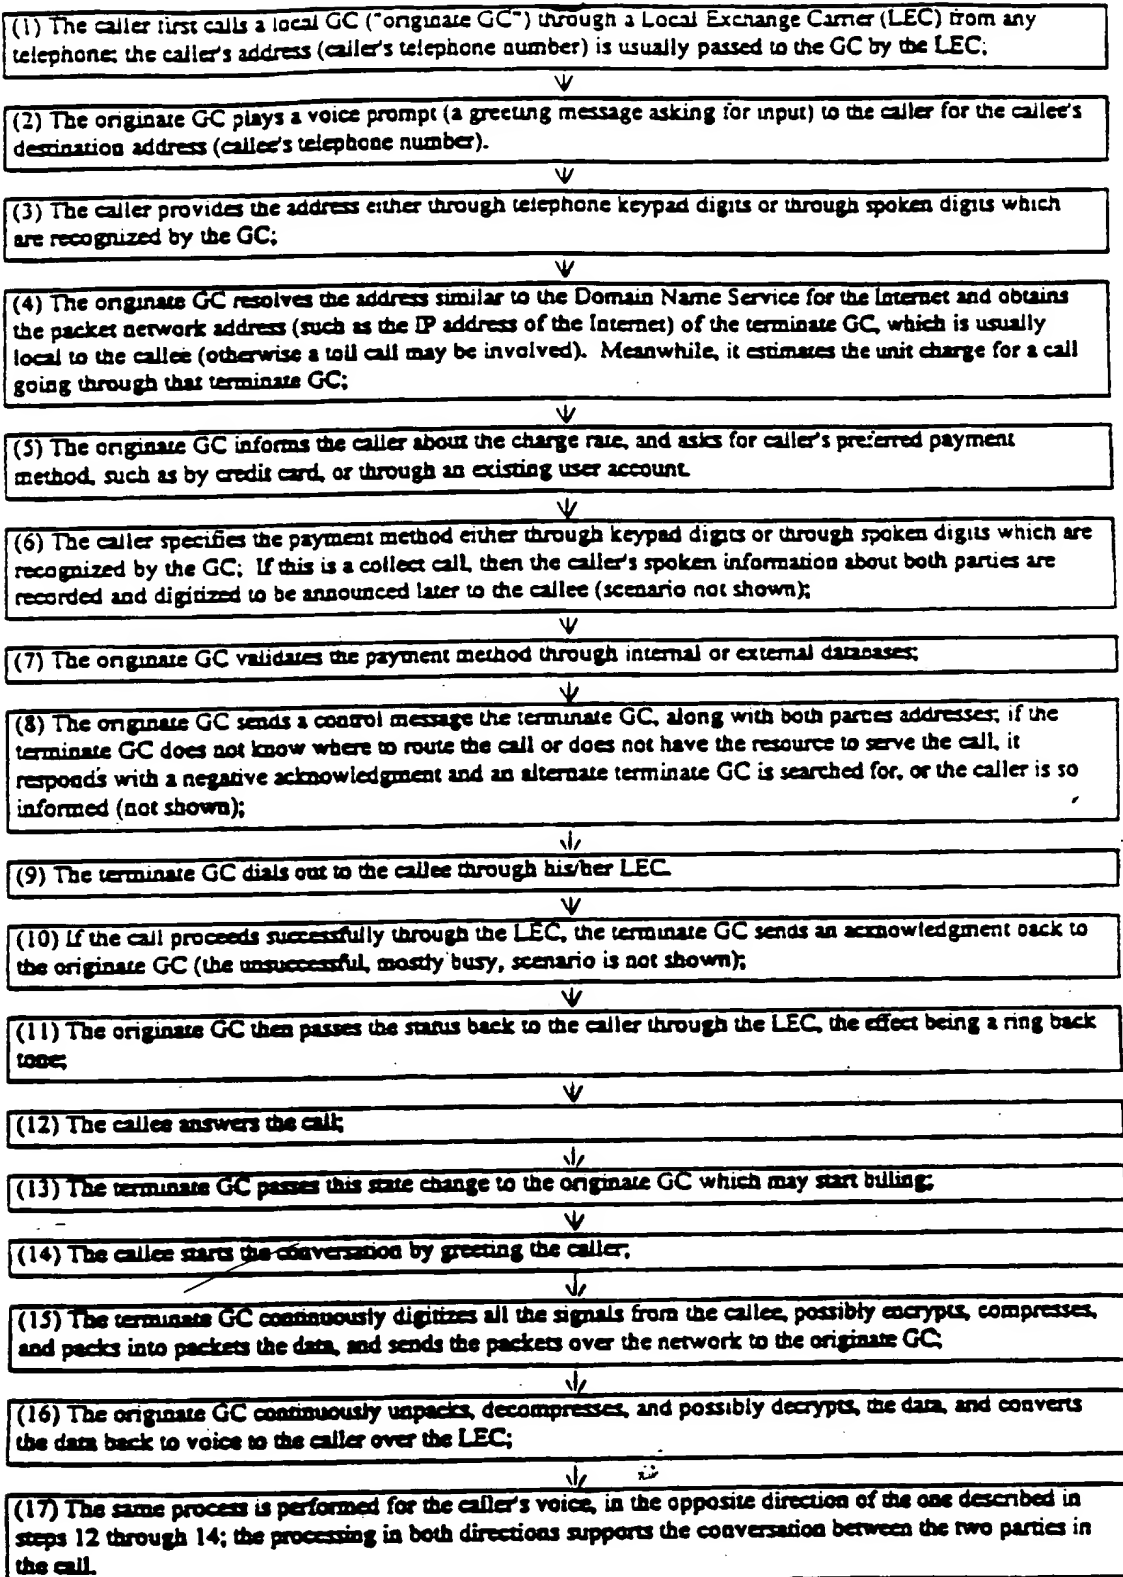 (1) The caller first calls a local GC ("originate GC") through a Local Exchange Carrier (LEC) from any
telephone; the caller's address (caller's telephone number) is usually passed to the GC by the LEC;
(2) The originate GC plays a voice prompt (a greeting message asking for input) to the caller for the callee's
destination address (callee's telephone number).
(3) The caller provides the address either through telephone keypad digits or through spoken digits which
are recognized by the GC;
(4) The originate GC resolves the address similar to the Domain Name Service for the Internet and obtains
the packet network address (such as the IP address of the Internet) of the terminate GC, which is usually
local to the callee (otherwise a toll call may be involved). Meanwhile, it estimates the unit charge for a call
going through that terminate GC;
(5) The originate GC informs the caller about the charge rate, and asks for caller's preferred payment
method, such as by credit card, or through an existing user account.
(6) The caller specifies the payment method either through keypad digits or through spoken digits which are
recognized by the GC; If this is a collect call, then the caller's spoken information about both parties are
recorded and digitized to be announced later to the callee (scenario not shown);
(7) The originate GC validates the payment method through internal or external databases;
(8) The originate GC sends a control message the terminate GC, along with both parties addresses; if the
terminate GC does not know where to route the call or does not have the resource to serve the call, it
responds with a negative acknowledgment and an alternate terminate GC is searched for, or the caller is so
informed (not shown);
(9) The terminate GC dials out to the callee through his/her LEC.
(10) If the call proceeds successfully through the LEC, the terminate GC sends an acknowledgment back to
the originate GC (the unsuccessful, mostly busy, scenario is not shown);
(11) The originate GC then passes the status back to the caller through the LEC, the effect being a ring back
tone;
(12) The callee answers the call;
(13) The terminate GC passes this state change to the originate GC which may start billing;
(14) The callee starts the conversation by greeting the caller;
(15) The terminate GC continuously digitizes all the signals from the callee, possibly encrypts, compresses,
and packs into packets the data, and sends the packets over the network to the originate GC;
(16) The originate GC continuously unpacks, decompresses, and possibly decrypts, the data, and converts
the data back to voice to the caller over the LEC;
(17) The same process is performed for the caller's voice, in the opposite direction of the one described in
steps 12 through 14; the processing in both directions supports the conversation between the two parties in
the call.